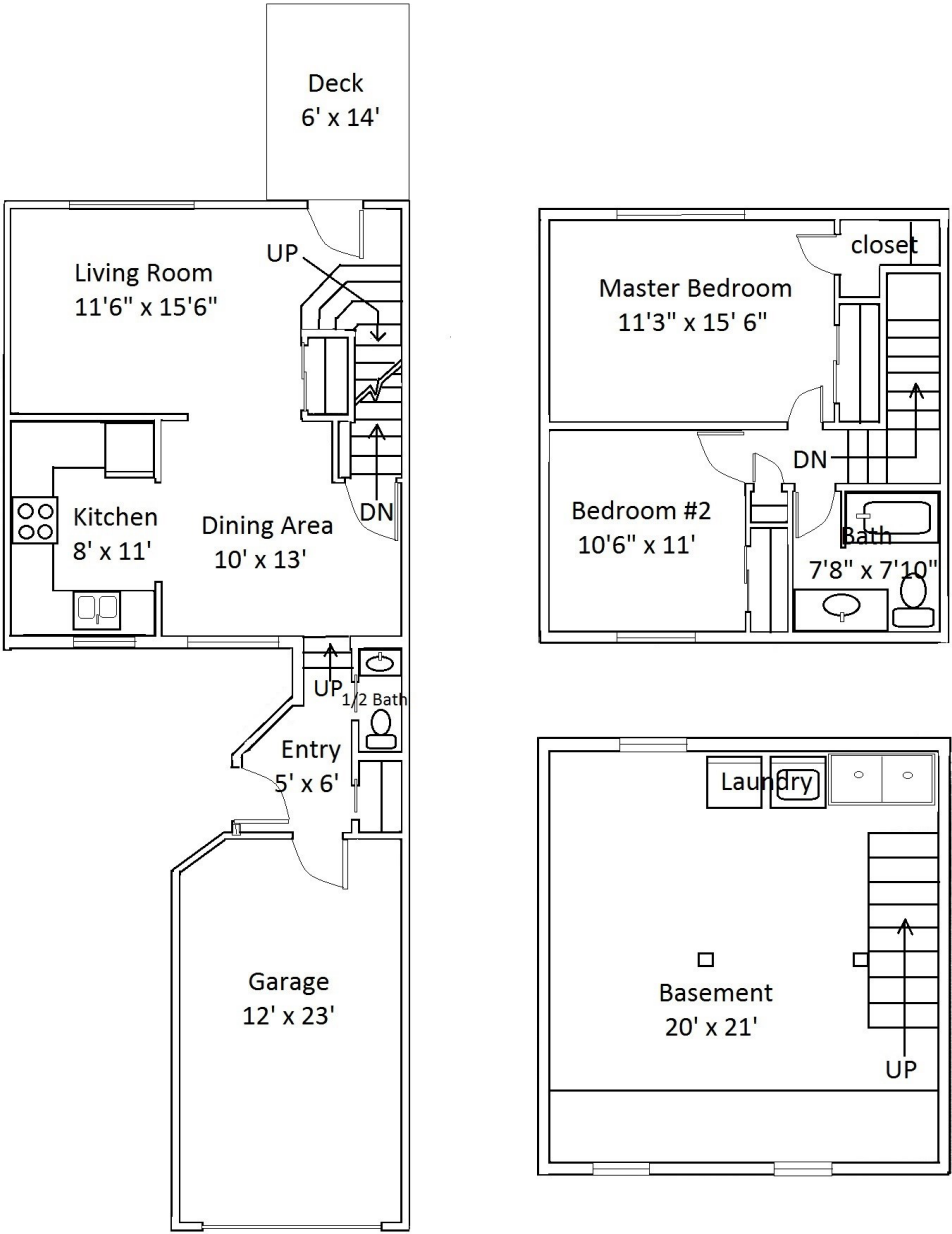 Deck
6' x 14'
UP
Living Room
11'6" x 15'6"
Kitchen
8' x 11'
Dining Area
10' x 13'
DN
UP
1/2 Bath
Entry
5' x 6'
Garage
12' x 23'
closet
Master Bedroom
11'3" x 15' 6"
DN
Bedroom #2
10'6" x 11'
Bath
7'8" x 7'10"
Laundry
Basement
20' x 21'
UP